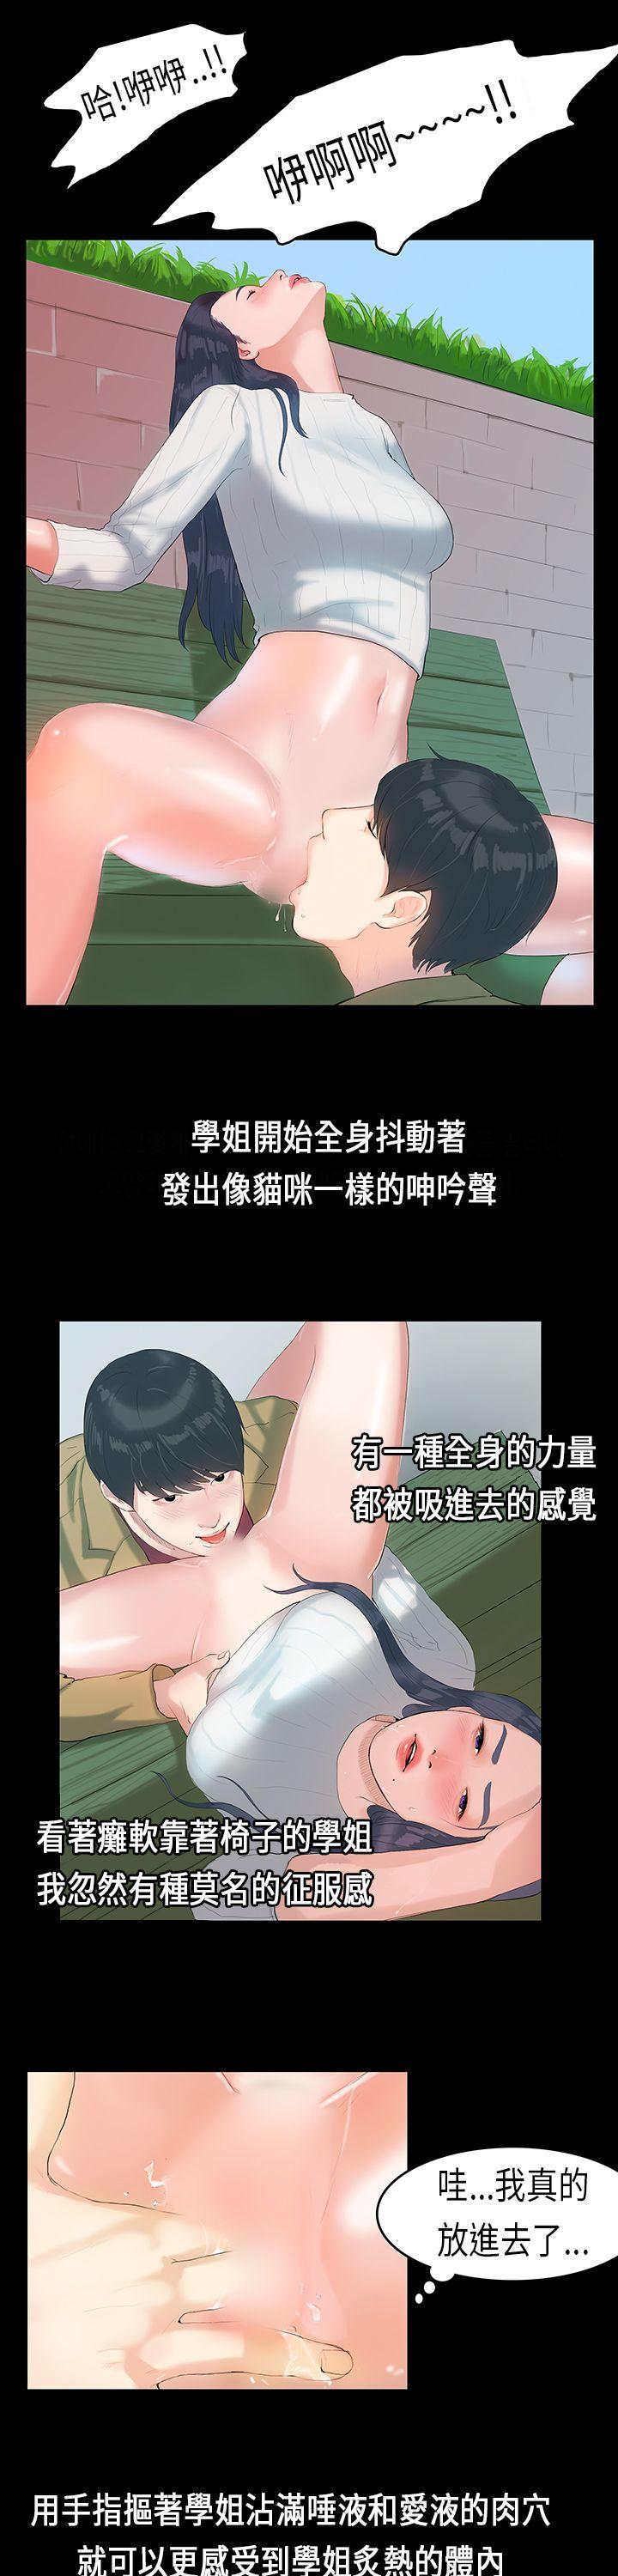 哈!咿咿..!!
咿啊啊~~~~!!
學姐開始全身抖動著
發出像貓咪一樣的呻吟聲
有一種全身的力量
都被吸進去的感覺
看著癱軟靠著椅子的學姐
我忽然有種莫名的征服感
哇...我真的
放進去了...
用手指摳著學姐沾滿唾液和愛液的肉穴
就可以更感受到學姐炙熱的體內